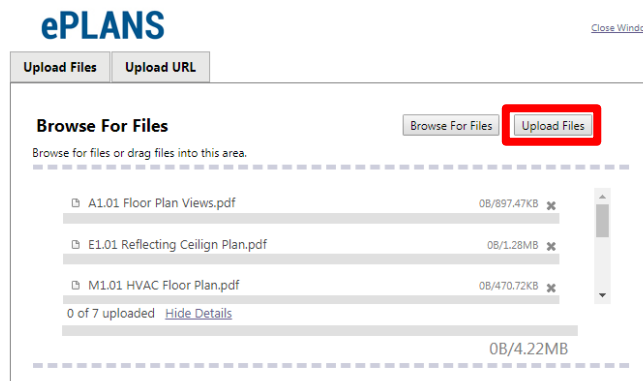 ePLANS
Close Windo
Upload Files Upload URL
Browse For Files Browse For Files Upload Files
Browse for files or drag files into this area.
A1.01 Floor Plan Views.pdf 0B/897.47KB
E1.01 Reflecting Ceilign Plan.pdf 0B/1.28MB
M1.01 HVAC Floor Plan.pdf 0B/470.72KB
0 of 7 uploaded Hide Details
0B/4.22MB